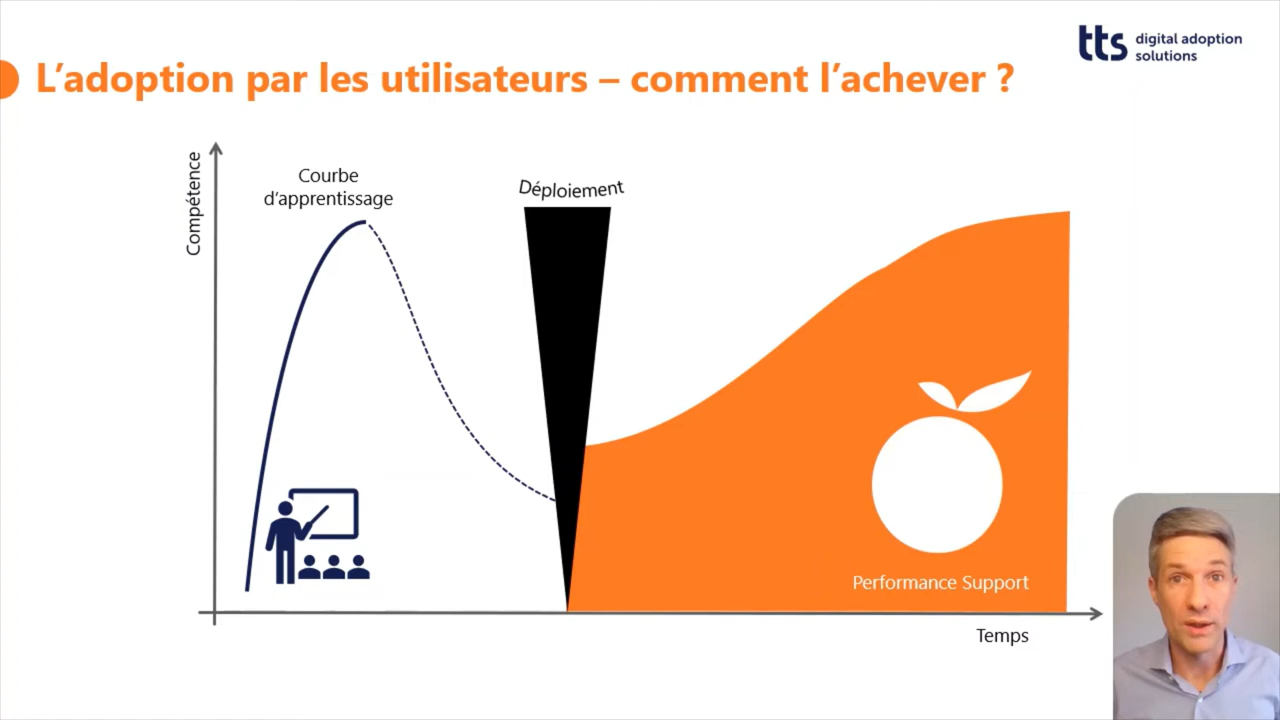 tts digital adoption
solutions
L’adoption par les utilisateurs – comment l’achever ?
Compétence
Courbe
d’apprentissage
Déploiement
Performance Support
Temps